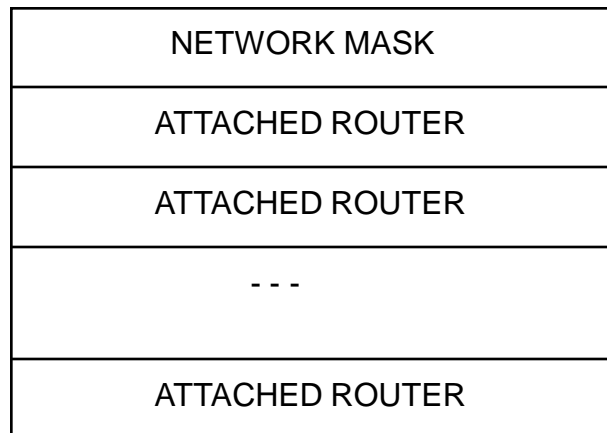 NETWORK MASK
ATTACHED ROUTER
ATTACHED ROUTER
- - -
ATTACHED ROUTER